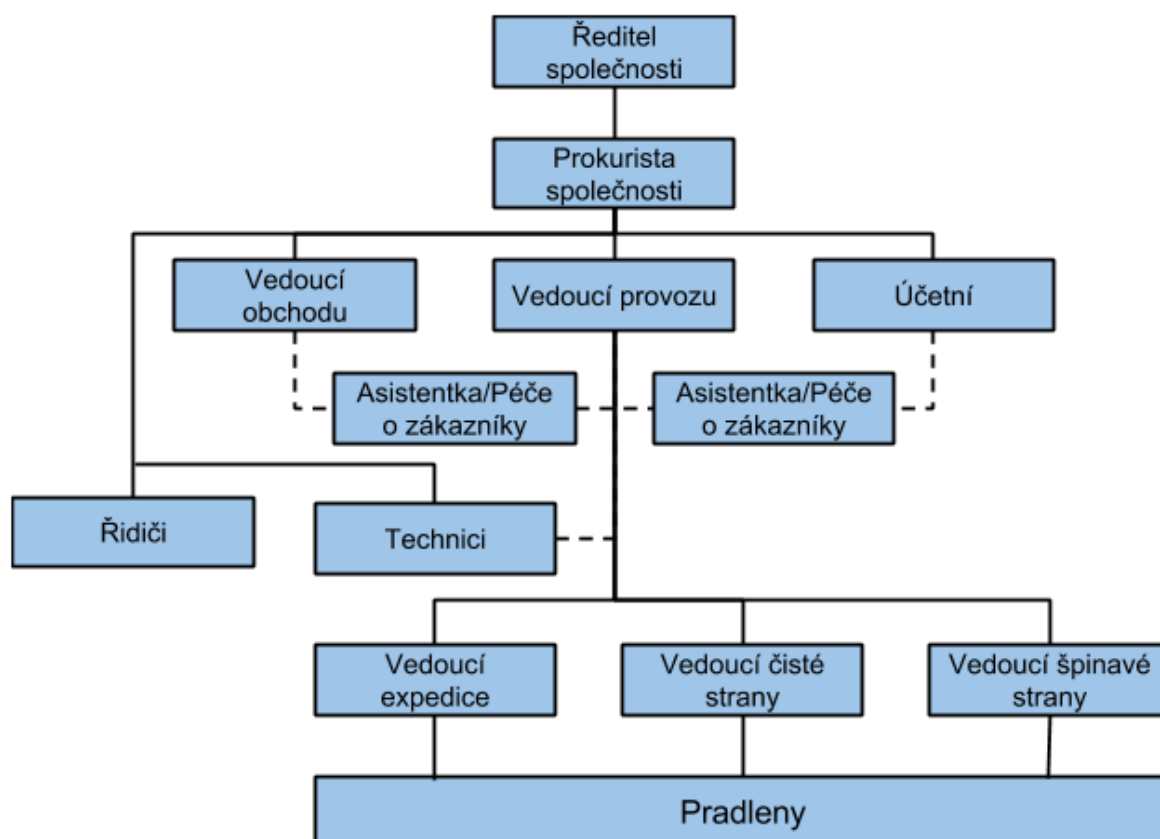 Ředitel
společnosti
Prokurista
společnosti
Vedoucí
obchodu
Vedoucí provozu
Účetní
Asistentka/Péče
o zákazníky
Asistentka/Péče
o zákazníky
Řidiči
Technici
Vedoucí
expedice
Vedoucí čisté
strany
Vedoucí špinavé
strany
Pradleny